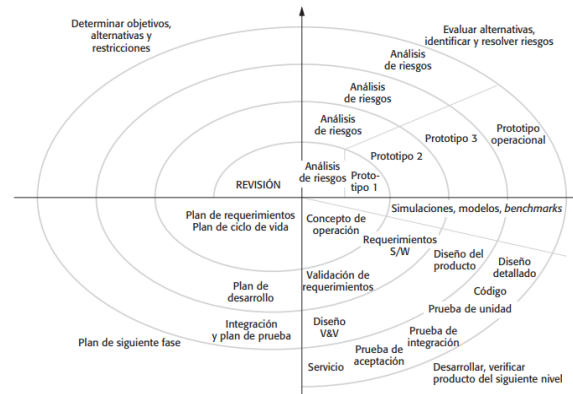 Determinar objetivos,
alternativas y
restricciones
Evaluar alternativas,
identificar y resolver riesgos
Análisis
de riesgos
Análisis
de riesgos
Análisis
de riesgos
Análisis
de riesgos
Proto-
tipo 1
Prototipo 2
Prototipo 3
Prototipo
operacional
REVISIÓN
Simulaciones, modelos, benchmarks
Plan de requerimientos
Plan de ciclo de vida
Concepto de
operación
Requerimientos
S/W
Diseño del
producto
Diseño
detallado
Plan de
desarrollo
Validación de
requerimientos
Código
Prueba de unidad
Integración
y plan de prueba
Diseño
V&V
Prueba de
integración
Prueba de
aceptación
Plan de siguiente fase
Servicio
Desarrollar, verificar
producto del siguiente nivel